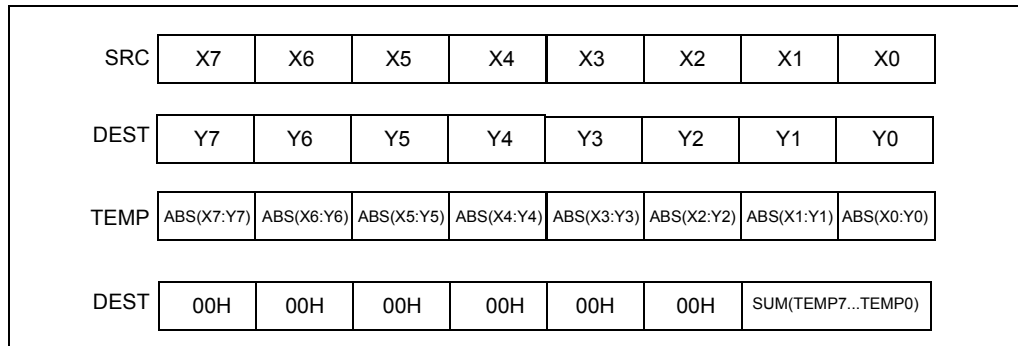 SRC X7 X6 X5 X4 X3 X2 X1 X0
DEST Y7 Y6 Y5 Y4 Y3 Y2 Y1 Y0
TEMP ABS(X7:Y7) ABS(X6:Y6) ABS(X5:Y5) ABS(X4:Y4) ABS(X3:Y3) ABS(X2:Y2) ABS(X1:Y1) ABS(X0:Y0)
DEST 00H 00H 00H 00H 00H 00H SUM(TEMP7...TEMP0)